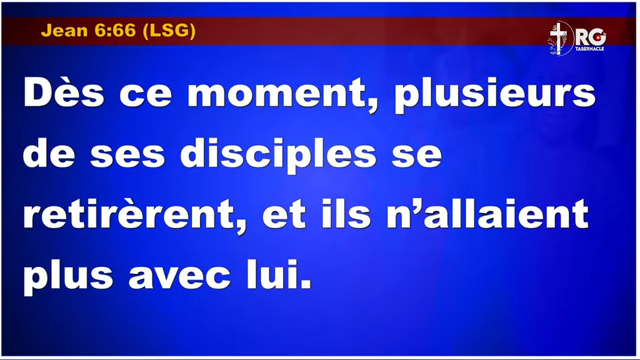 Jean 6:66 (LSG)
RG
TABERNACLE
Dès ce moment, plusieurs
de ses disciples se
retirèrent, et ils n’allaient
plus avec lui.